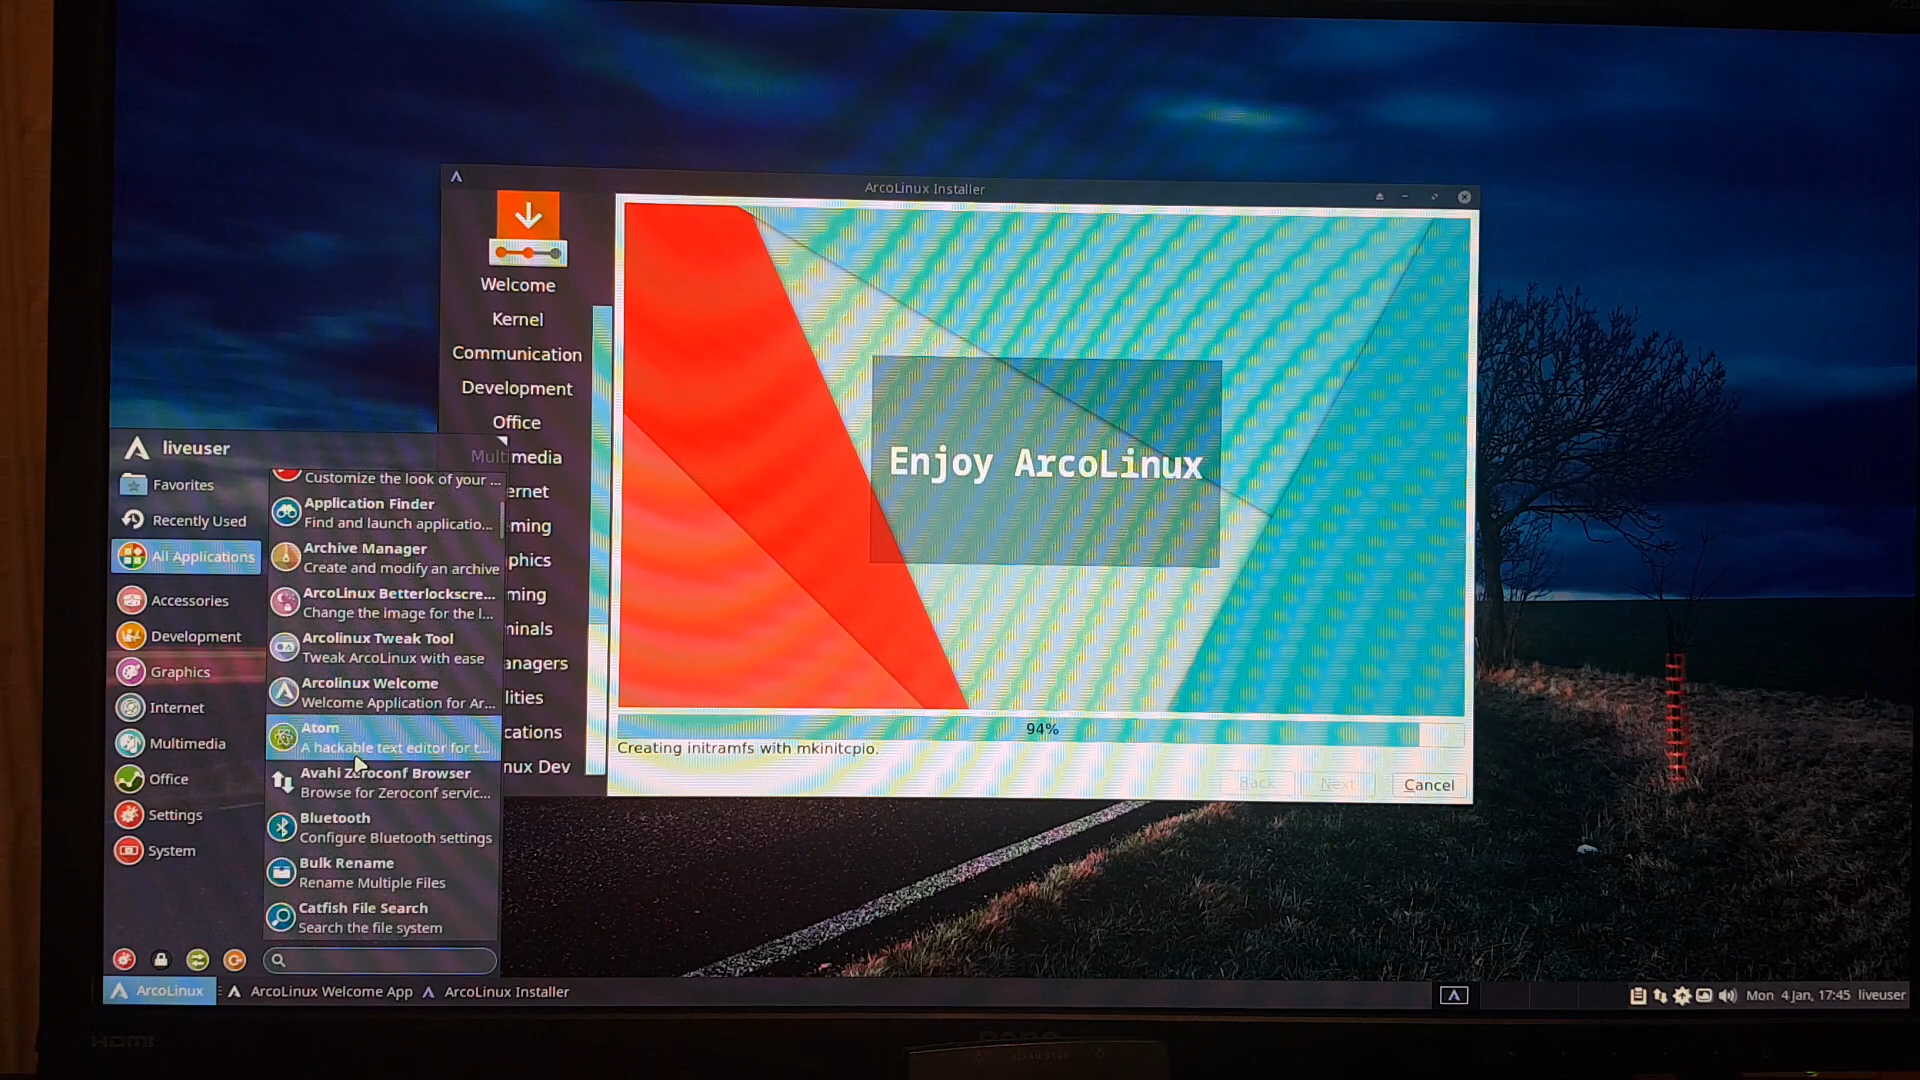 ArcoLinux Installer
Welcome
Kernel
Communication
Development
Office
Multimedia
ernet
ming
phics
ming
ninals
anagers
lities
cations
nux Dev
Enjoy ArcoLinux
94%
Creating initramfs with mkinitcpio.
Back
Next
Cancel
liveuser
Favorites
Recently Used
All Applications
Accessories
Development
Graphics
Internet
Multimedia
Office
Settings
System
Customize the look of your ...
Application Finder
Find and launch applicatio...
Archive Manager
Create and modify an archive
ArcoLinux Betterlockscre...
Change the image for the l...
Arcolinux Tweak Tool
Tweak ArcoLinux with ease
Arcolinux Welcome
Welcome Application for Ar...
Atom
A hackable text editor for t...
Avahi Zeroconf Browser
Browse for Zeroconf servic...
Bluetooth
Configure Bluetooth settings
Bulk Rename
Rename Multiple Files
Catfish File Search
Search the file system
ArcoLinux
ArcoLinux Welcome App
ArcoLinux Installer
Mon 4 Jan, 17:45 liveuser
HDMI